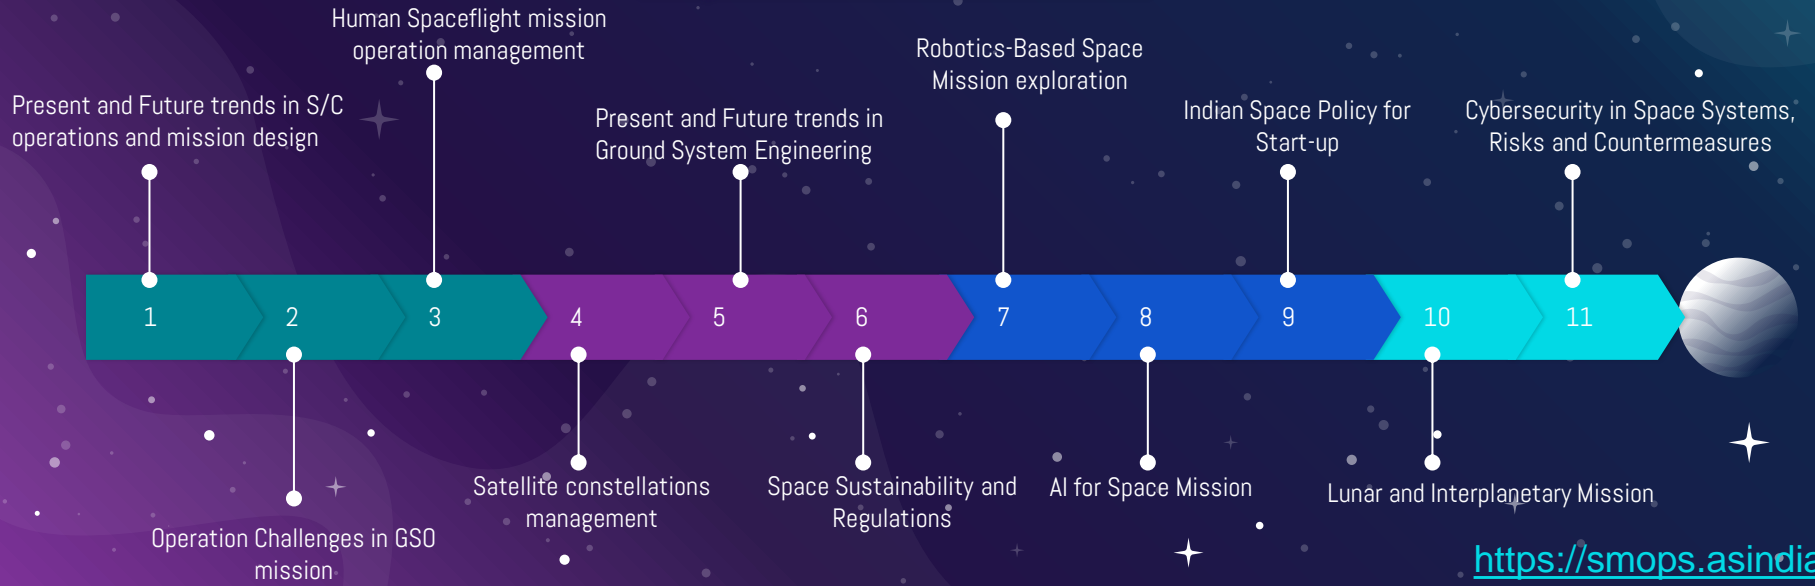 Human Spaceflight mission
operation management
Present and Future trends in S/C
operations and mission design
Present and Future trends in
Ground System Engineering
Robotics-Based Space
Mission exploration
Indian Space Policy for
Start-up
Cybersecurity in Space Systems,
Risks and Countermeasures
1 2 3 4 5 6 7 8 9 10 11
Operation Challenges in GSO
mission
Satellite constellations
management
Space Sustainability and
Regulations
AI for Space Mission
Lunar and Interplanetary Mission
https://smops.asindia